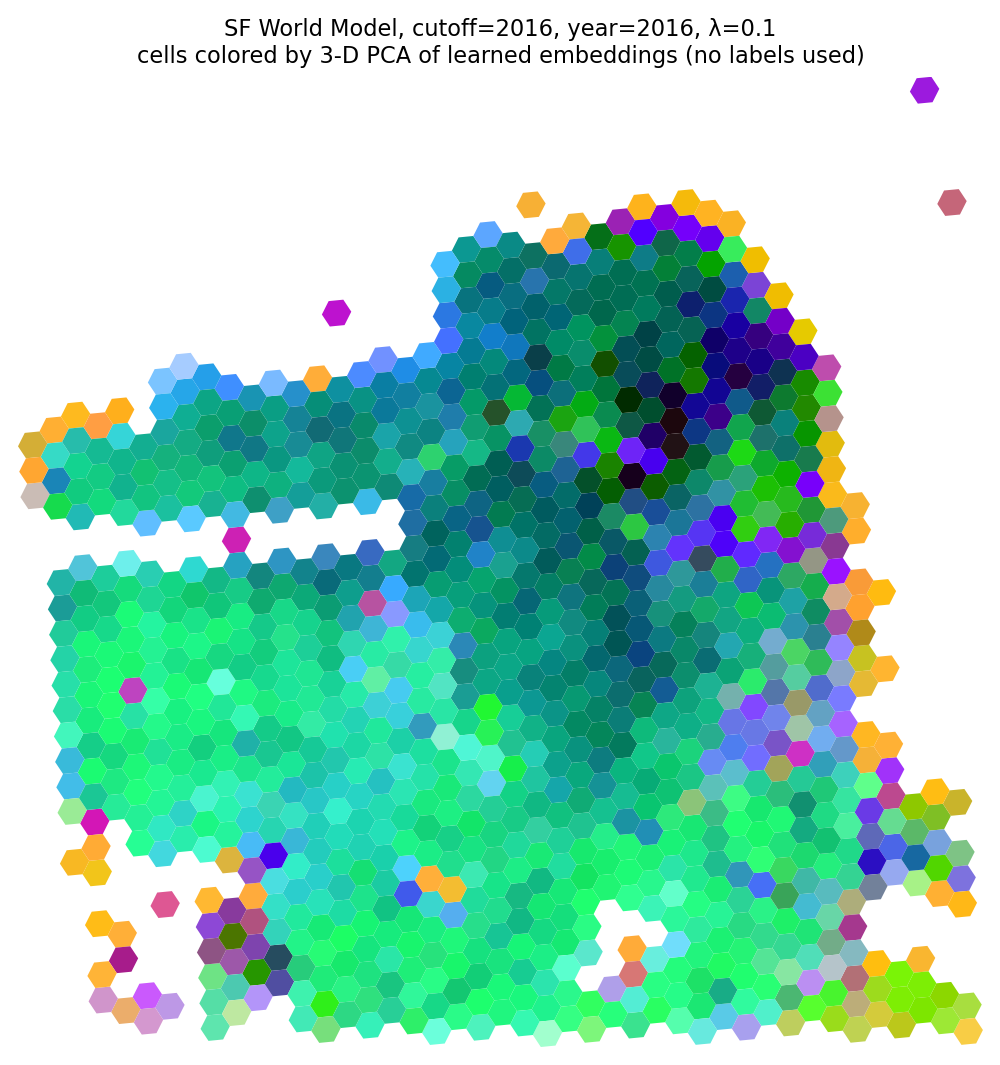 SF World Model, cutoff=2016, year=2016, λ=0.1
cells colored by 3-D PCA of learned embeddings (no labels used)